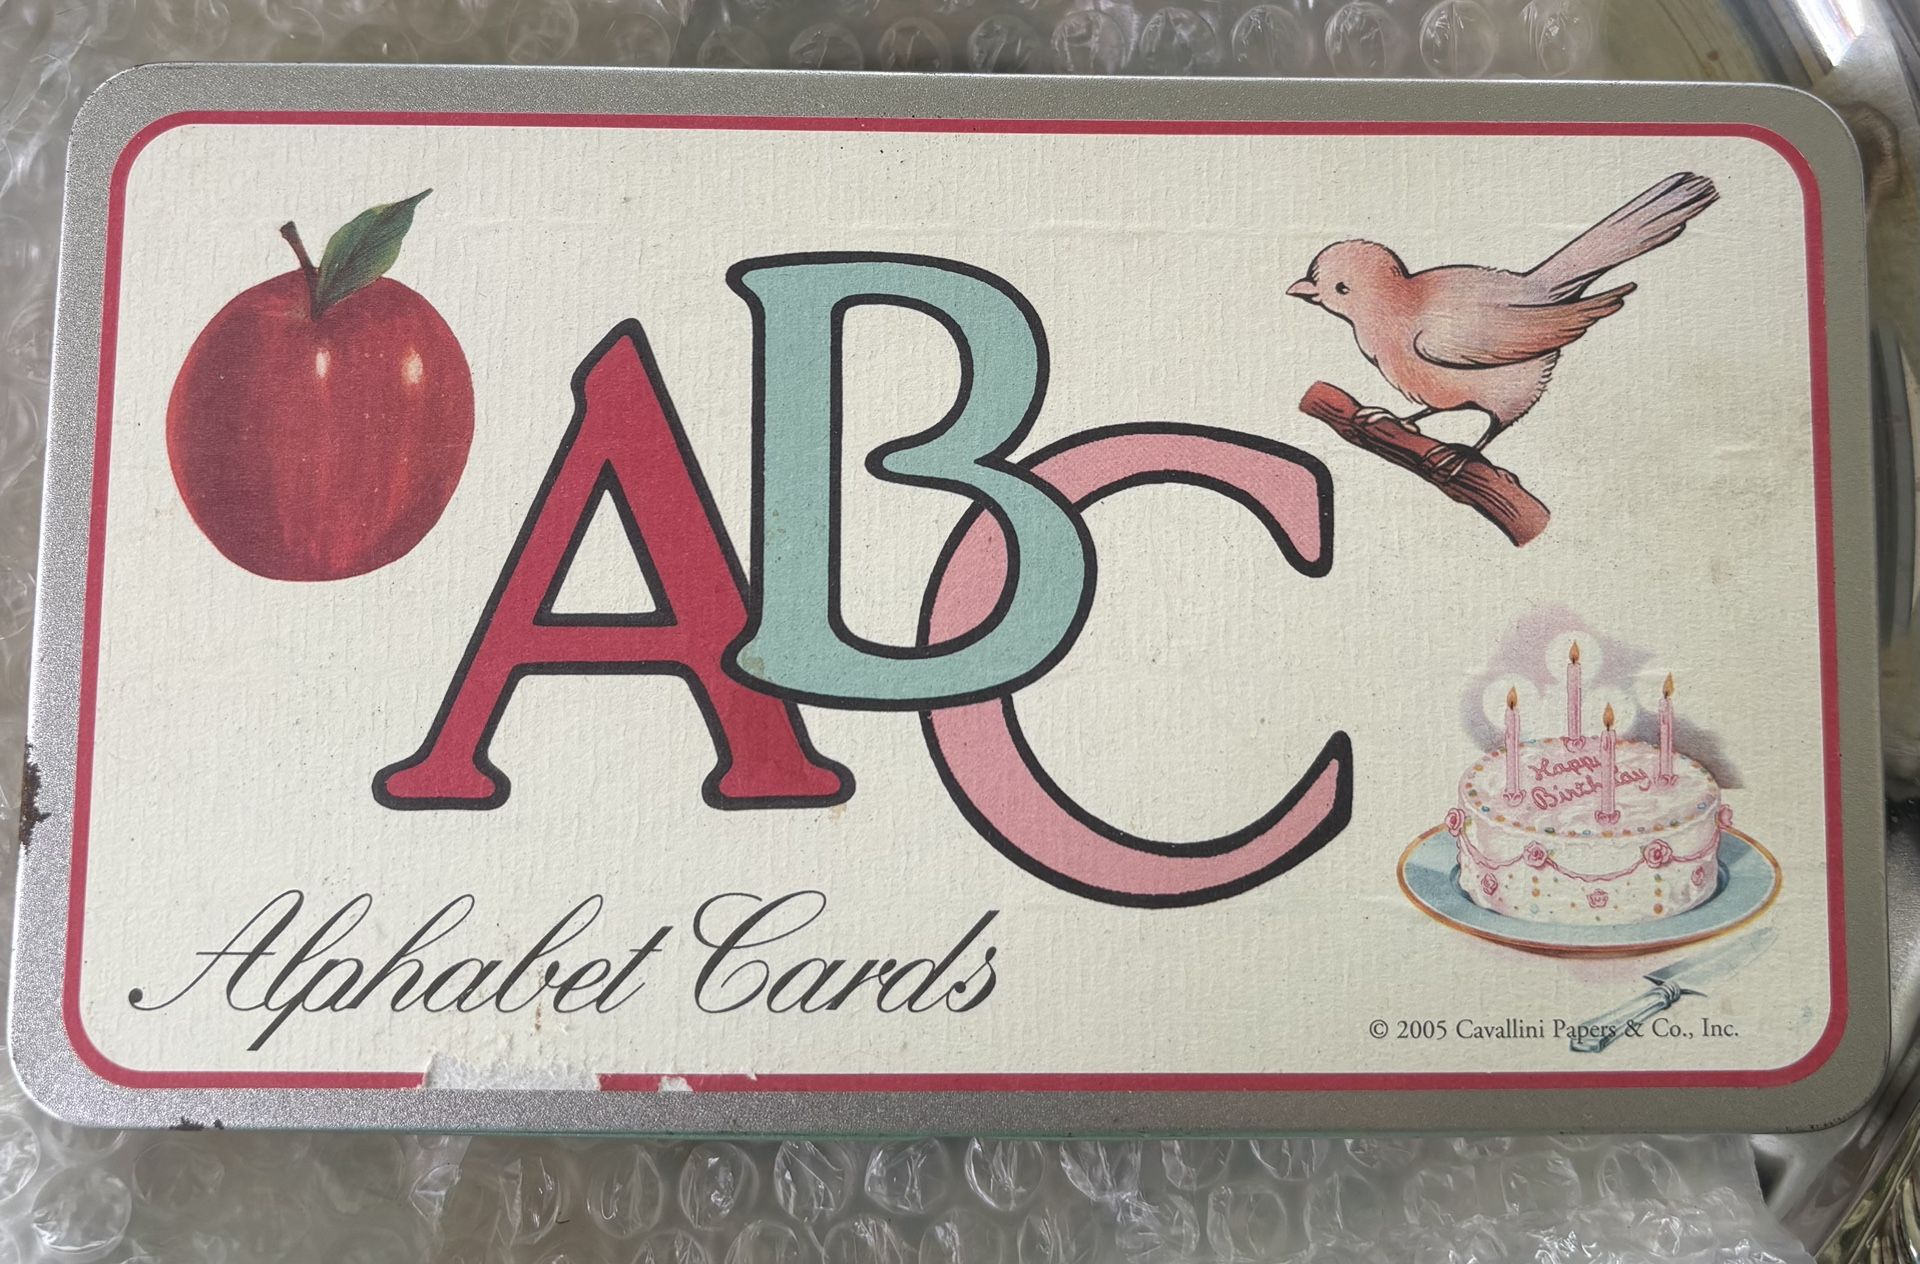 ABC
Happy
Birthday
Alphabet Cards
© 2005 Cavallini Papers & Co., Inc.